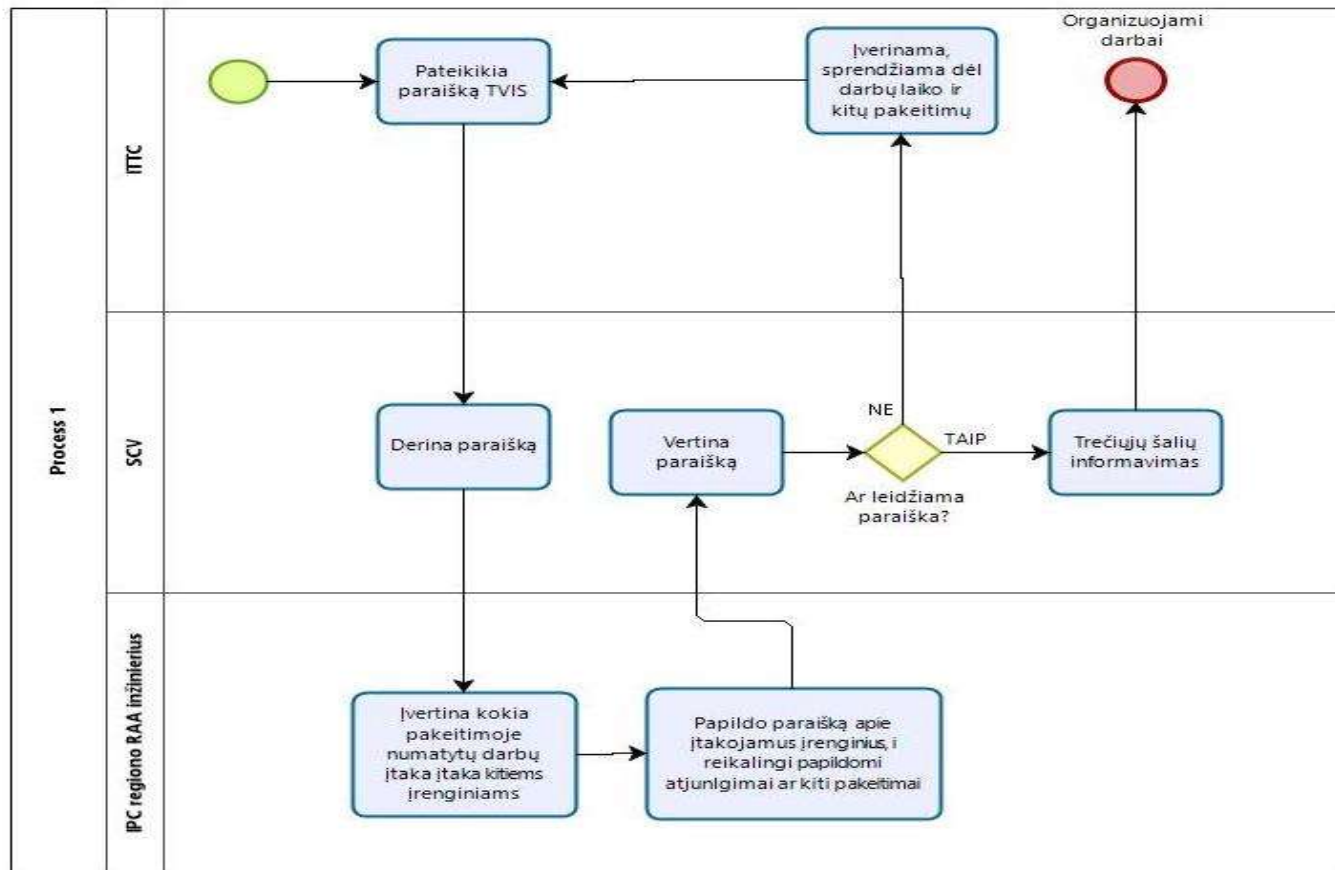 Process 1
ITTC
Pateikikia
paraišką TVIS
Įverinama,
sprendžiama dėl
darbų laiko ir
kitų pakeitimų
Organizuojami
darbai
SCV
Derina paraišką
Vertina
paraišką
NE
TAIP
Ar leidžiama
paraiška?
Trečiųjų šalių
informavimas
IPC regiono RAA inžinierius
Įvertina kokia
pakeitimoje
numatytų darbų
įtaka įtaka kitiems
įrenginiams
Papildo paraišką apie
įtakojamus įrenginius, i
reikalingi papildomi
atjunlgimai ar kiti pakeitimai